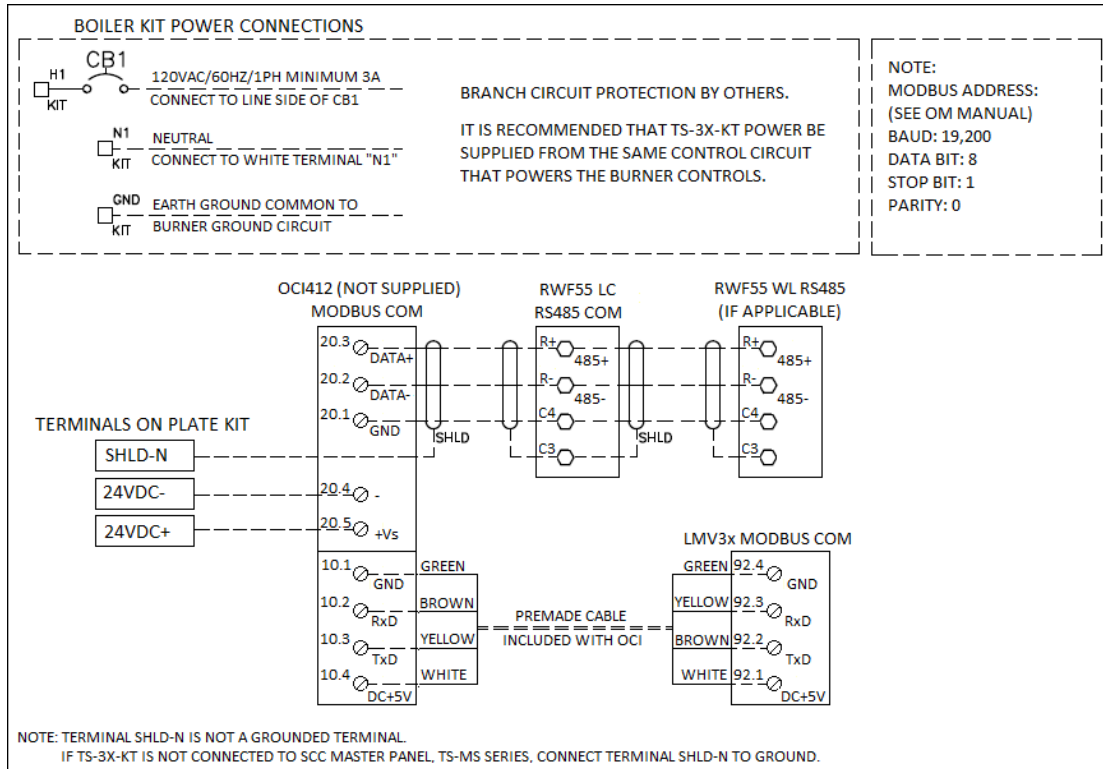 BOILER KIT POWER CONNECTIONS
CB1
H1
KIT
120VAC/60HZ/1PH MINIMUM 3A
CONNECT TO LINE SIDE OF CB1
N1
KIT
NEUTRAL
CONNECT TO WHITE TERMINAL "N1"
GND
KIT
EARTH GROUND COMMON TO
BURNER GROUND CIRCUIT
BRANCH CIRCUIT PROTECTION BY OTHERS.
IT IS RECOMMENDED THAT TS-3X-KT POWER BE
SUPPLIED FROM THE SAME CONTROL CIRCUIT
THAT POWERS THE BURNER CONTROLS.
NOTE:
MODBUS ADDRESS:
(SEE OM MANUAL)
BAUD: 19,200
DATA BIT: 8
STOP BIT: 1
PARITY: 0
OCI412 (NOT SUPPLIED)
MODBUS COM
RWF55 LC
RS485 COM
RWF55 WL RS485
(IF APPLICABLE)
20.3
DATA+
R+
485+
R+
485+
20.2
DATA-
R-
485-
R-
485-
20.1
GND
SHLD
C4
SHLD
C4
C3
C3
TERMINALS ON PLATE KIT
SHLD-N
24VDC-
20.4
-
24VDC+
20.5
+Vs
LMV3x MODBUS COM
10.1
GND
GREEN
GREEN
92.4
GND
10.2
RxD
BROWN
YELLOW
92.3
RxD
PREMADE CABLE
INCLUDED WITH OCI
10.3
TxD
YELLOW
BROWN
92.2
TxD
10.4
DC+5V
WHITE
WHITE
92.1
DC+5V
NOTE: TERMINAL SHLD-N IS NOT A GROUNDED TERMINAL.
IF TS-3X-KT IS NOT CONNECTED TO SCC MASTER PANEL, TS-MS SERIES, CONNECT TERMINAL SHLD-N TO GROUND.